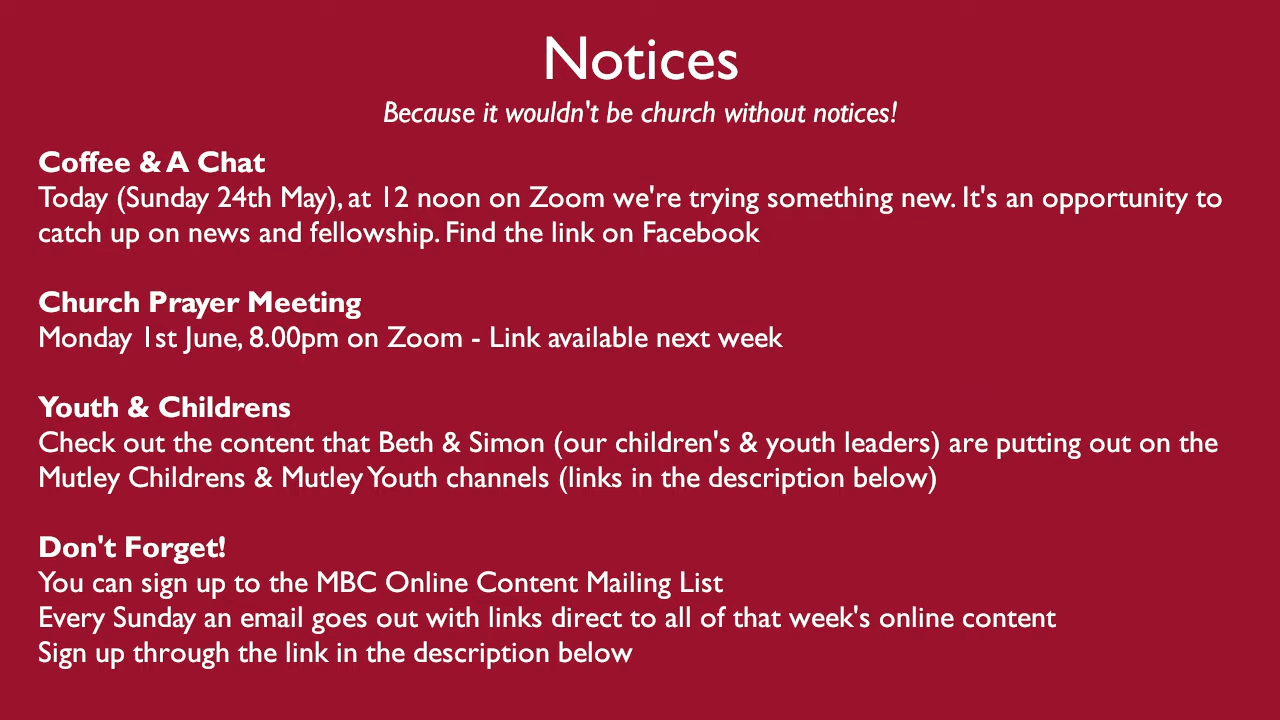 Notices
Because it wouldn't be church without notices!
Coffee & A Chat
Today (Sunday 24th May), at 12 noon on Zoom we're trying something new. It's an opportunity to
catch up on news and fellowship. Find the link on Facebook
Church Prayer Meeting
Monday 1st June, 8.00pm on Zoom - Link available next week
Youth & Childrens
Check out the content that Beth & Simon (our children's & youth leaders) are putting out on the
Mutley Childrens & Mutley Youth channels (links in the description below)
Don't Forget!
You can sign up to the MBC Online Content Mailing List
Every Sunday an email goes out with links direct to all of that week's online content
Sign up through the link in the description below